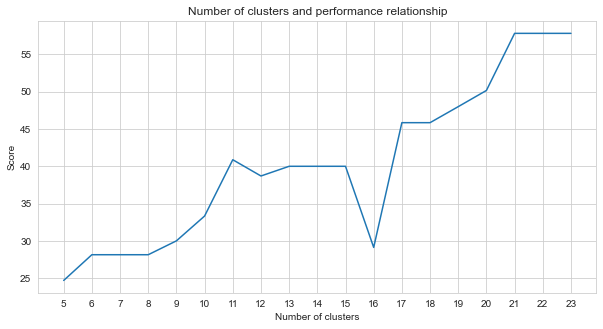 Number of clusters and performance relationship
Score
55
50
45
40
35
30
25
5 6 7 8 9 10 11 12 13 14 15 16 17 18 19 20 21 22 23
Number of clusters